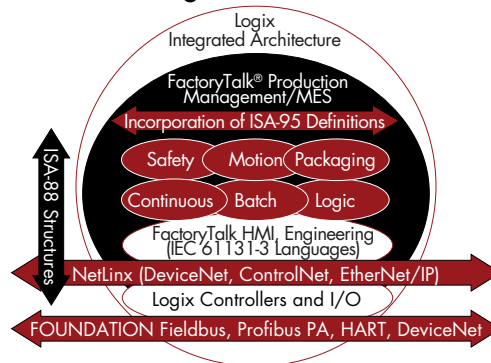 Logix
Integrated Architecture
FactoryTalk® Production
Management/MES
Incorporation of ISA-95 Definitions
Safety Motion Packaging
Continuous Batch Logic
FactoryTalk HMI, Engineering
(IEC 61131-3 Languages)
NetLinx (DeviceNet, ControlNet, EtherNet/IP)
Logix Controllers and I/O
FOUNDATION Fieldbus, Profibus PA, HART, DeviceNet
ISA-88 Structures